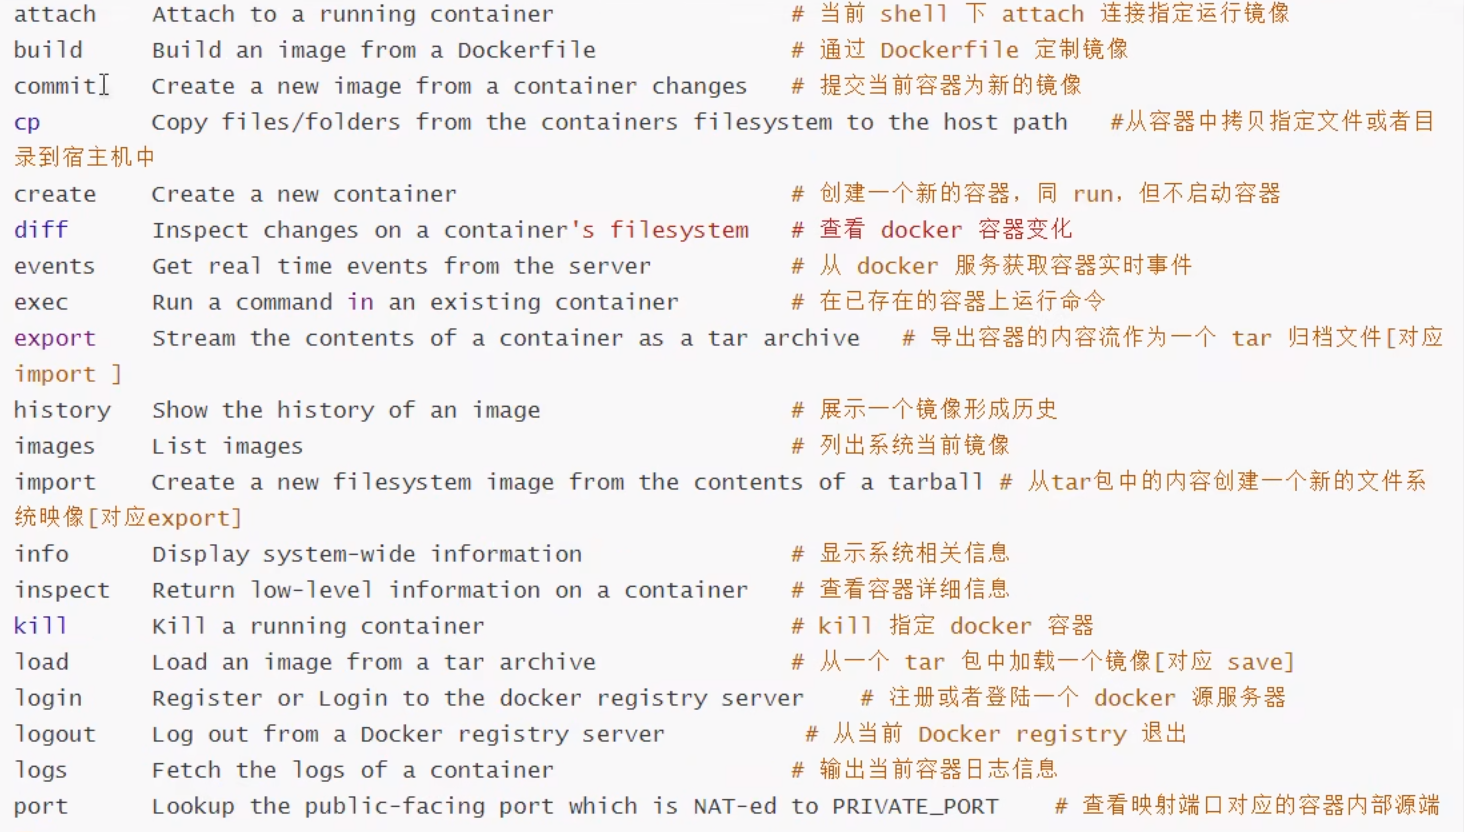 attach Attach to a running container # 当前 shell 下 attach 连接指定运行镜像
build Build an image from a Dockerfile # 通过 Dockerfile 定制镜像
commit Create a new image from a container changes # 提交当前容器为新的镜像
cp Copy files/folders from the containers filesystem to the host path #从容器中拷贝指定文件或者目
录到宿主机中
create Create a new container # 创建一个新的容器，同 run，但不启动容器
diff Inspect changes on a container's filesystem # 查看 docker 容器变化
events Get real time events from the server # 从 docker 服务获取容器实时事件
exec Run a command in an existing container # 在已存在的容器上运行命令
export Stream the contents of a container as a tar archive # 导出容器的内容流作为一个 tar 归档文件[对应
import ]
history Show the history of an image # 展示一个镜像形成历史
images List images # 列出系统当前镜像
import Create a new filesystem image from the contents of a tarball # 从tar包中的内容创建一个新的文件系
统映像[对应export]
info Display system-wide information # 显示系统相关信息
inspect Return low-level information on a container # 查看容器详细信息
kill Kill a running container # kill 指定 docker 容器
load Load an image from a tar archive # 从一个 tar 包中加载一个镜像[对应 save]
login Register or Login to the docker registry server # 注册或者登陆一个 docker 源服务器
logout Log out from a Docker registry server # 从当前 Docker registry 退出
logs Fetch the logs of a container # 输出当前容器日志信息
port Lookup the public-facing port which is NAT-ed to PRIVATE_PORT # 查看映射端口对应的容器内部源端